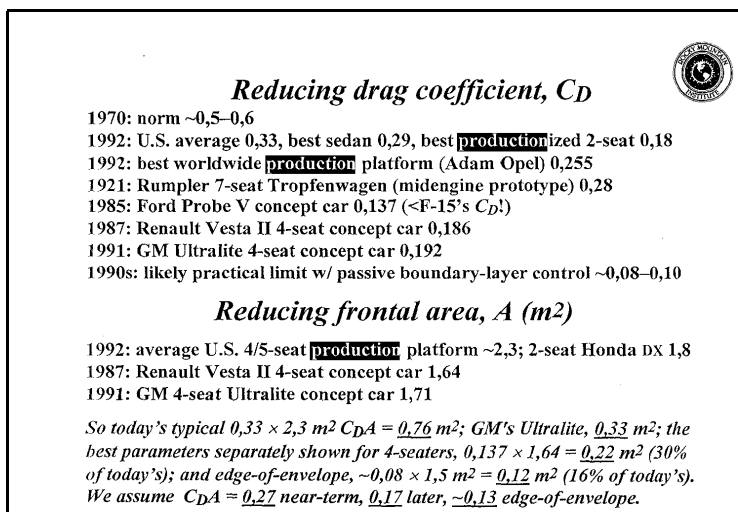 ROCKY MOUNTAIN
INSTITUTE
Reducing drag coefficient, CD
1970: norm ~0,5–0,6
1992: U.S. average 0,33, best sedan 0,29, best productionized 2-seat 0,18
1992: best worldwide production platform (Adam Opel) 0,255
1921: Rumpler 7-seat Tropfenwagen (midengine prototype) 0,28
1985: Ford Probe V concept car 0,137 (<F-15's CD!)
1987: Renault Vesta II 4-seat concept car 0,186
1991: GM Ultralite 4-seat concept car 0,192
1990s: likely practical limit w/ passive boundary-layer control ~0,08–0,10
Reducing frontal area, A (m2)
1992: average U.S. 4/5-seat production platform ~2,3; 2-seat Honda DX 1,8
1987: Renault Vesta II 4-seat concept car 1,64
1991: GM 4-seat Ultralite concept car 1,71
So today's typical 0,33 × 2,3 m2 CDA = 0,76 m2; GM's Ultralite, 0,33 m2; the
best parameters separately shown for 4-seaters, 0,137 × 1,64 = 0,22 m2 (30%
of today's); and edge-of-envelope, ~0,08 × 1,5 m2 = 0,12 m2 (16% of today's).
We assume CDA = 0,27 near-term, 0,17 later, ~0,13 edge-of-envelope.